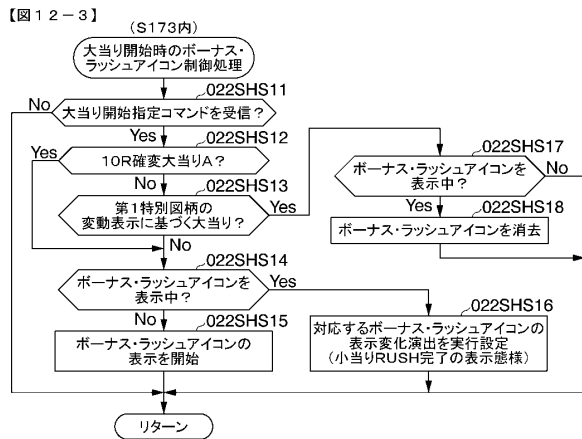 【図12-3】
(S173内)
大当り開始時のボーナス・
ラッシュアイコン制御処理
022SHS11
No
大当り開始指定コマンドを受信?
Yes
022SHS12
Yes
10R確変大当りA?
No
022SHS13
第1特別図柄の
変動表示に基づく大当り?
Yes
No
022SHS17
ボーナス・ラッシュアイコンを
表示中?
No
Yes
022SHS18
ボーナス・ラッシュアイコンを消去
022SHS14
ボーナス・ラッシュアイコンを
表示中?
Yes
No
022SHS15
ボーナス・ラッシュアイコンの
表示を開始
022SHS16
対応するボーナス・ラッシュアイコンの
表示変化演出を実行設定
(小当りRUSH完了の表示態様)
リターン